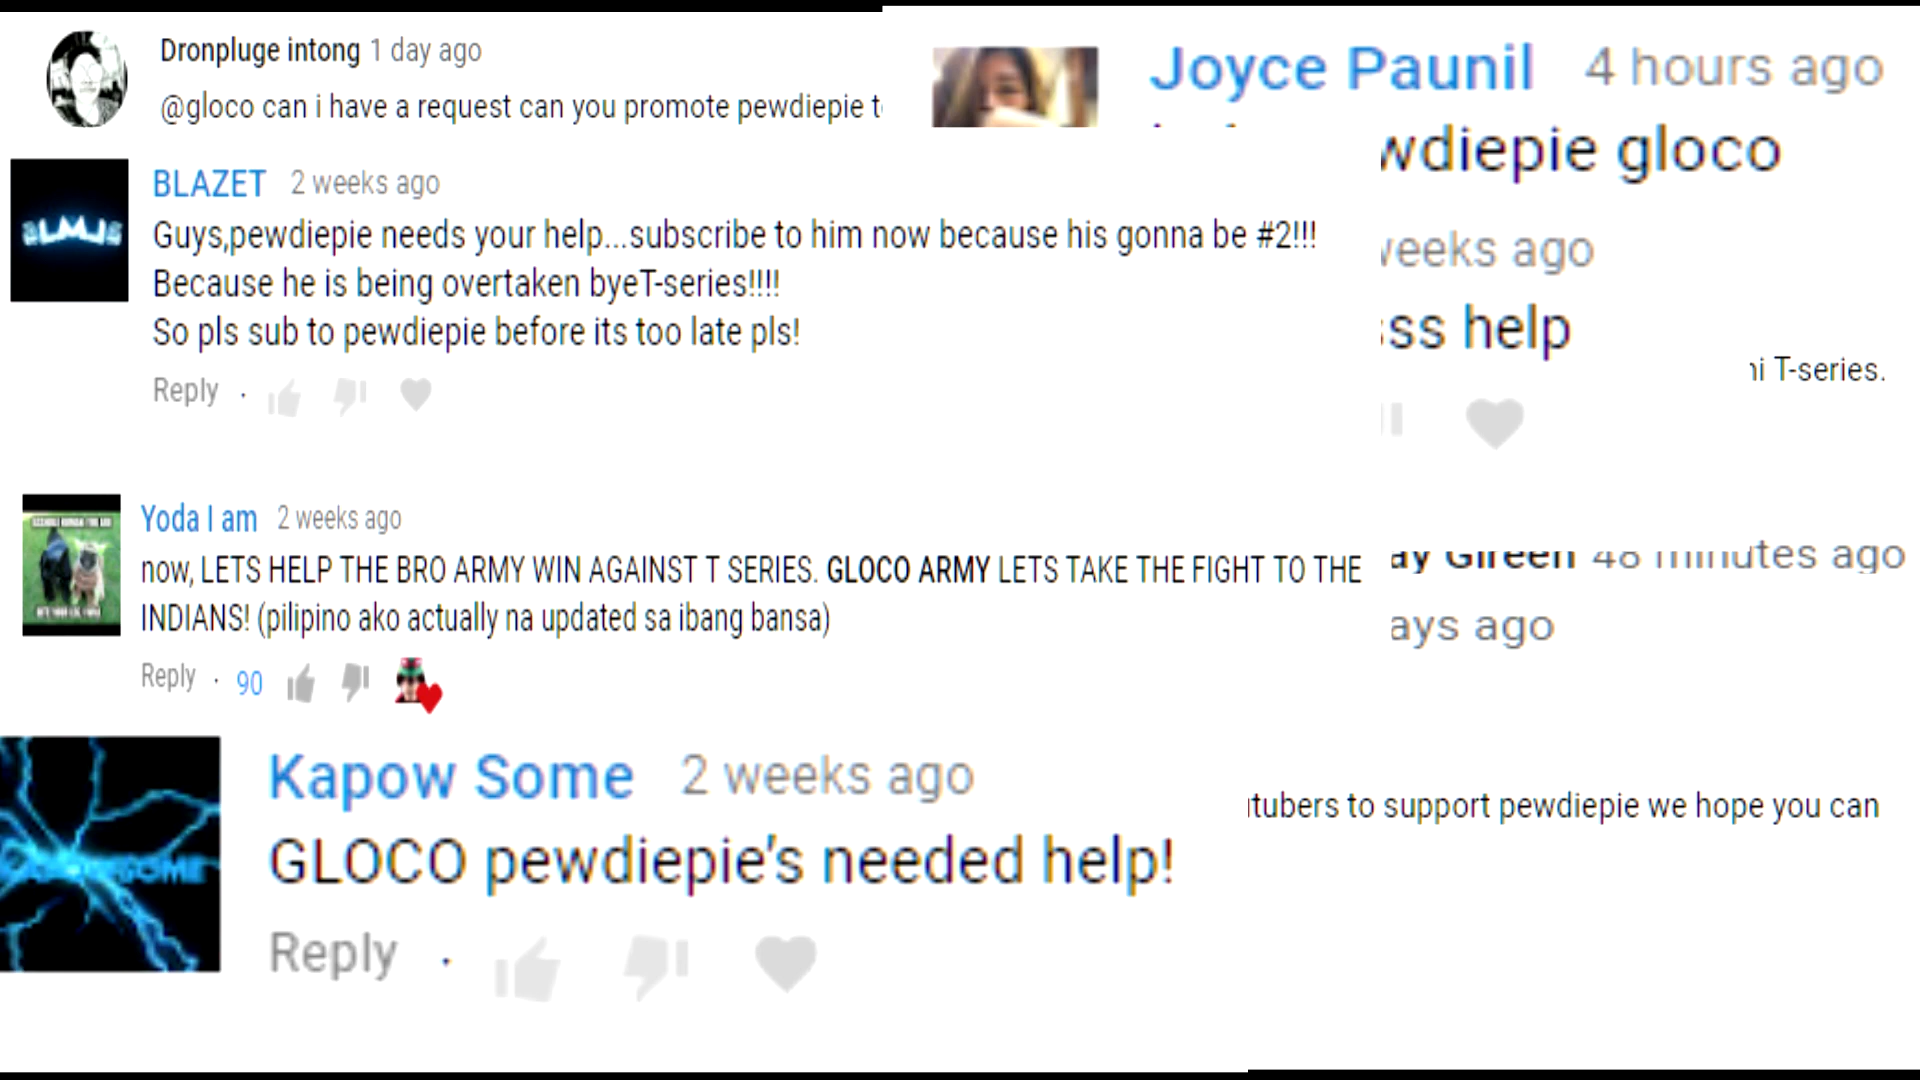 Dronpluge intong 1 day ago
@gloco can i have a request can you promote pewdiepie
Joyce Paunil 4 hours ago
wdiepie gloco
BLAZET 2 weeks ago
Guys,pewdiepie needs your help...subscribe to him now because his gonna be #2!!!
Because he is being overtaken byeT-series!!!!
So pls sub to pewdiepie before its too late pls!
Reply
weeks ago
sss help
T-series.
Yoda I am 2 weeks ago
now, LETS HELP THE BRO ARMY WIN AGAINST T SERIES. GLOCO ARMY LETS TAKE THE FIGHT TO THE
INDIANS! (pilipino ako actually na updated sa ibang bansa)
Reply · 90
minutes ago
ays ago
Kapow Some 2 weeks ago
GLOCO pewdiepie's needed help!
Reply
tubers to support pewdiepie we hope you can